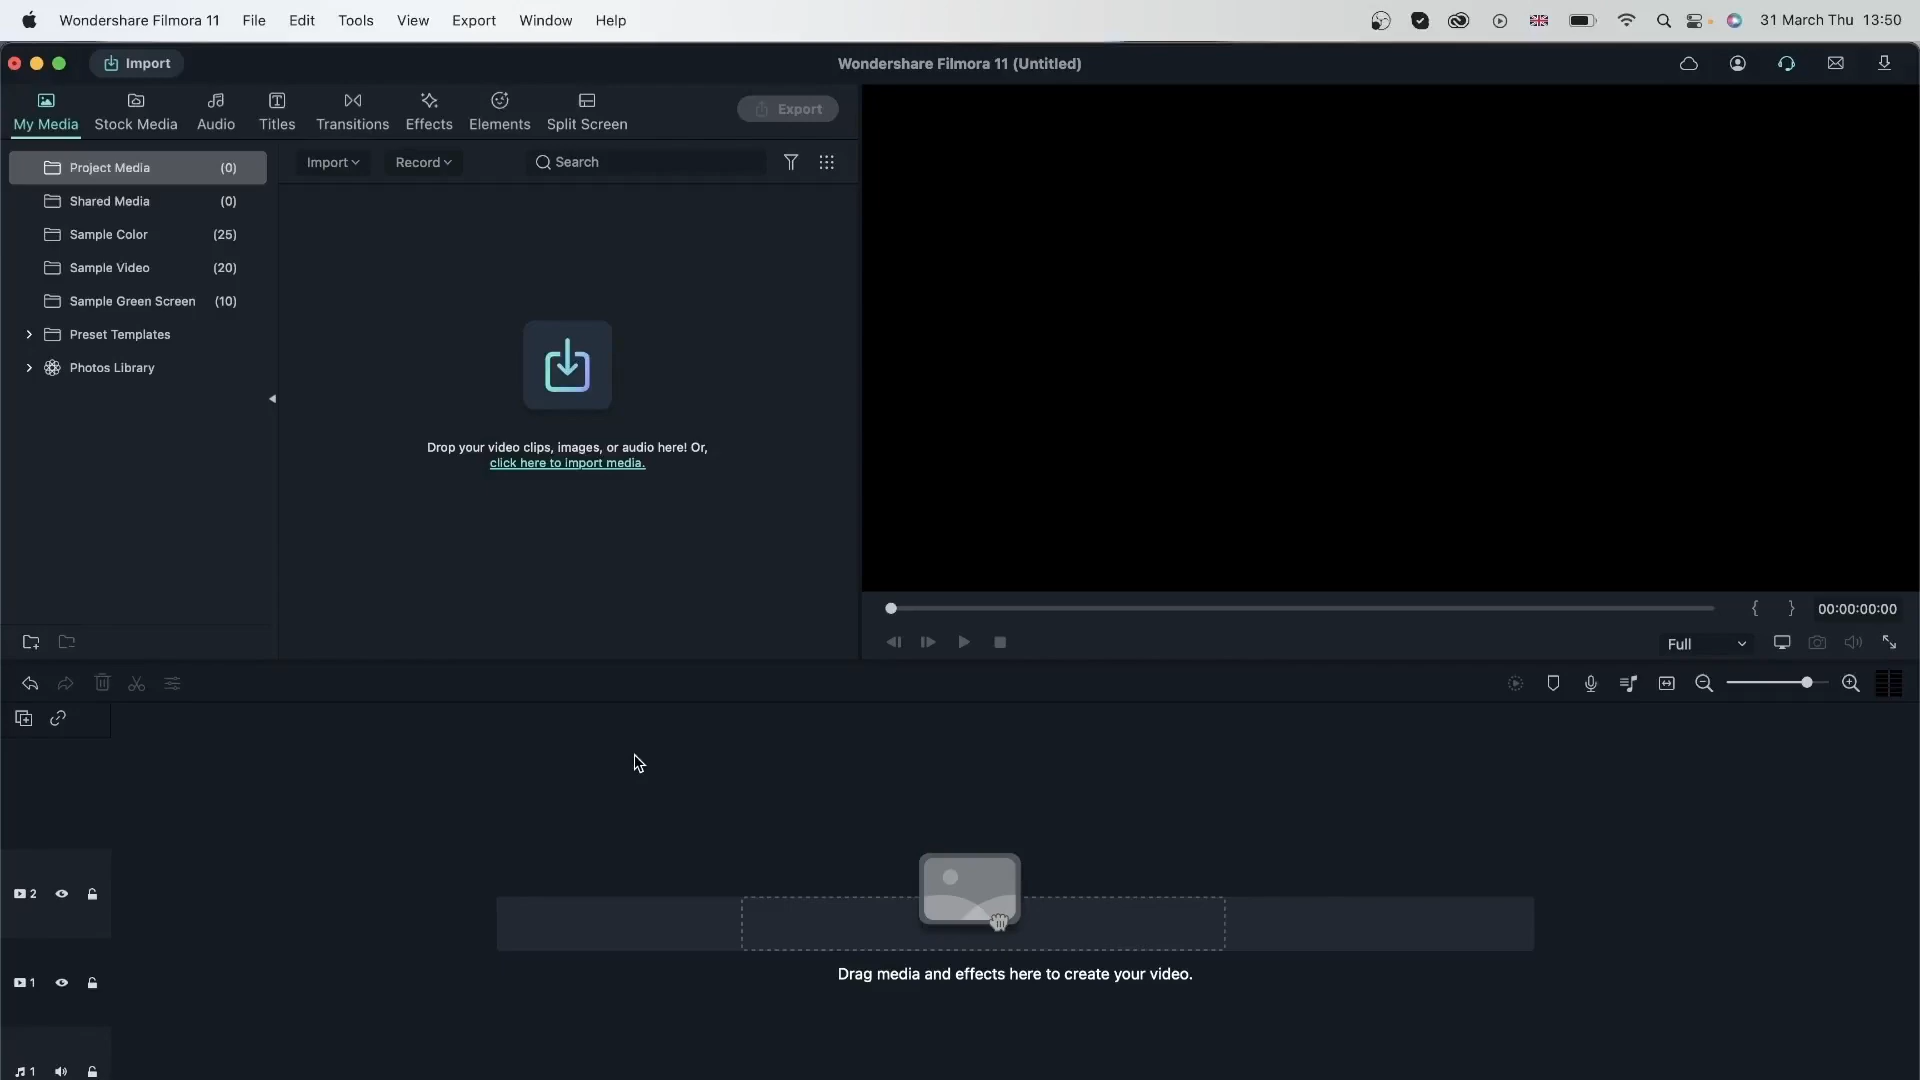 Wondershare Filmora 11 File Edit Tools View Export Window Help 31 March Thu 13:50
Import Wondershare Filmora 11 (Untitled)
My Media Stock Media Audio Titles Transitions Effects Elements Split Screen Export
Import Record Search
Project Media (0)
Shared Media (0)
Sample Color (25)
Sample Video (20)
Sample Green Screen (10)
Preset Templates
Photos Library
Drop your video clips, images, or audio here! Or,
click here to import media.
{ } 00:00:00:00
Full
2
Drag media and effects here to create your video.
1
1